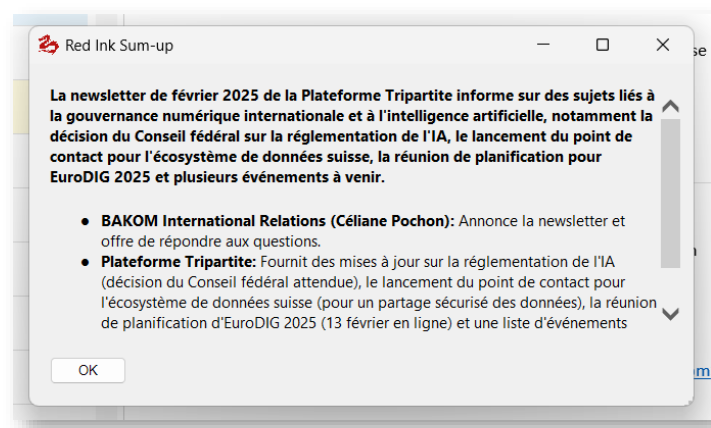 Red Ink Sum-up
se
La newsletter de février 2025 de la Plateforme Tripartite informe sur des sujets liés à
la gouvernance numérique internationale et à l'intelligence artificielle, notamment la
décision du Conseil fédéral sur la réglementation de l'IA, le lancement du point de
contact pour l'écosystème de données suisse, la réunion de planification pour
EuroDIG 2025 et plusieurs événements à venir.
● BAKOM International Relations (Céliane Pochon): Annonce la newsletter et
offre de répondre aux questions.
● Plateforme Tripartite: Fournit des mises à jour sur la réglementation de l'IA
(décision du Conseil fédéral attendue), le lancement du point de contact pour
l'écosystème de données suisse (pour un partage sécurisé des données), la réunion
de planification d'EuroDIG 2025 (13 février en ligne) et une liste d'événements
OK
om